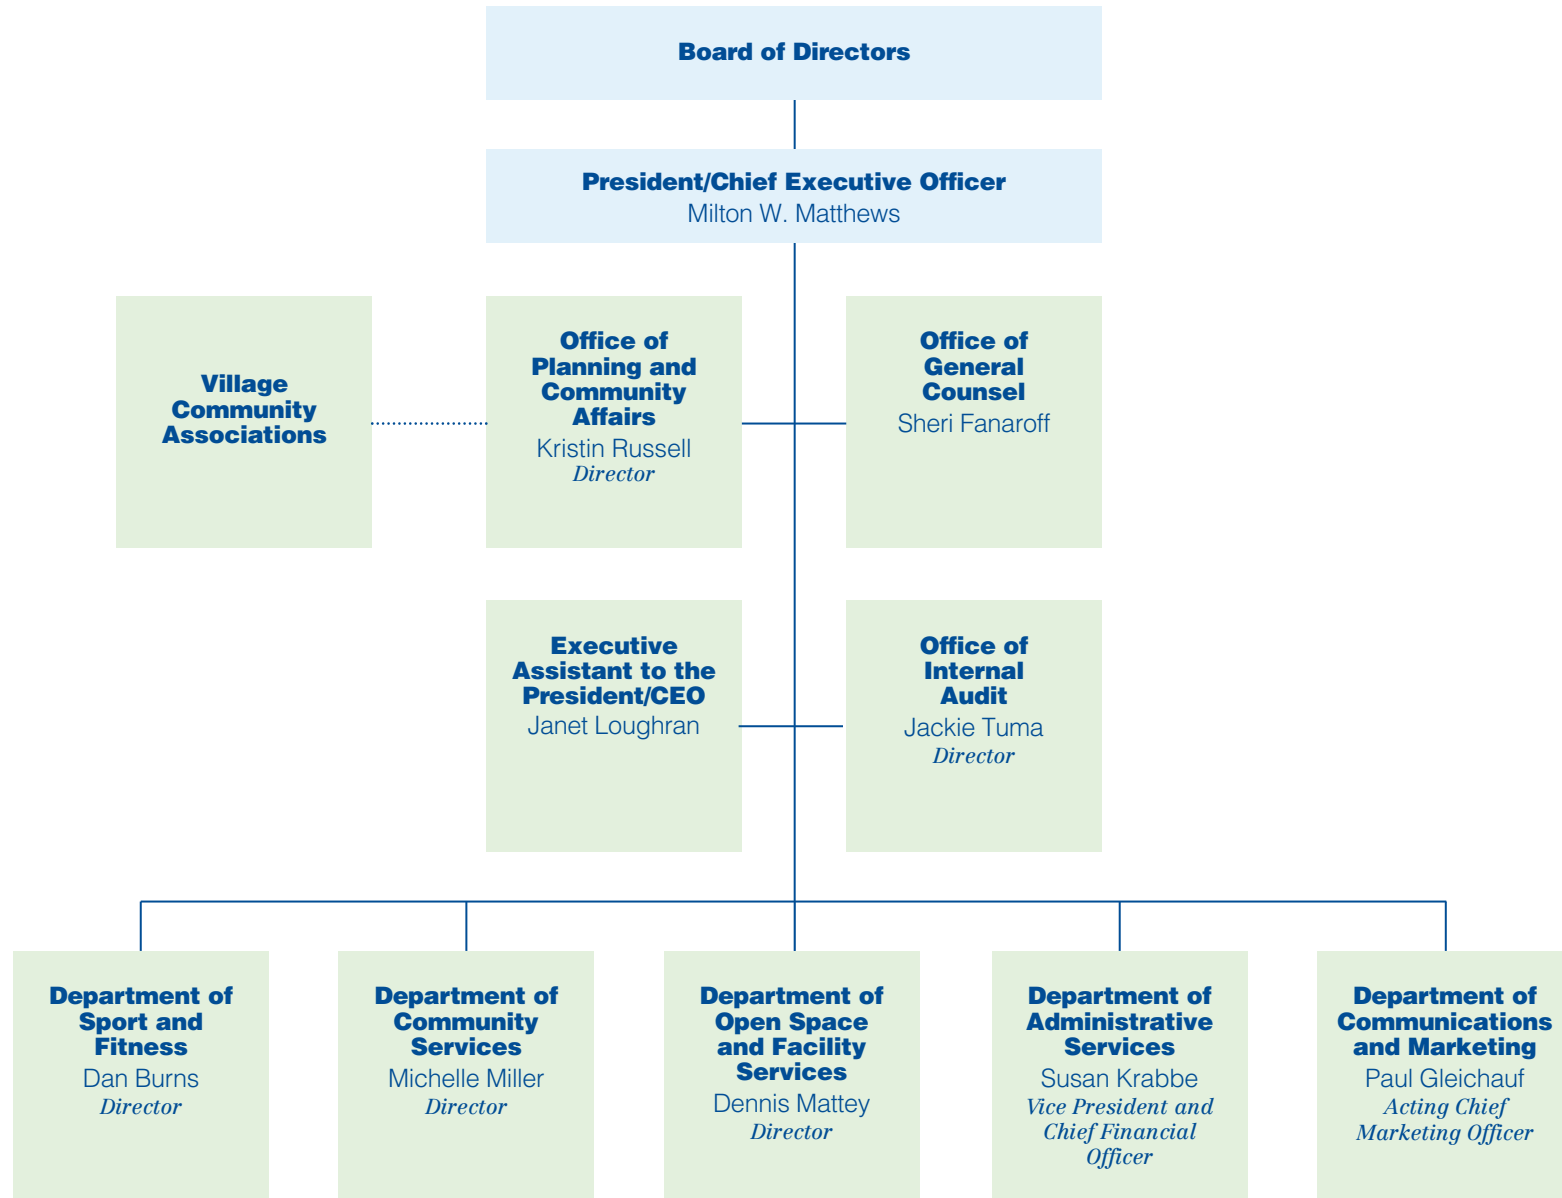 Board of Directors
President/Chief Executive Officer
Milton W. Matthews
Village
Community
Associations
Office of
Planning and
Community
Affairs
Kristin Russell
Director
Office of
General
Counsel
Sheri Fanaroff
Executive
Assistant to the
President/CEO
Janet Loughran
Office of
Internal
Audit
Jackie Tuma
Director
Department of
Sport and
Fitness
Dan Burns
Director
Department of
Community
Services
Michelle Miller
Director
Department of
Open Space
and Facility
Services
Dennis Mattey
Director
Department of
Administrative
Services
Susan Krabbe
Vice President and
Chief Financial
Officer
Department of
Communications
and Marketing
Paul Gleichauf
Acting Chief
Marketing Officer